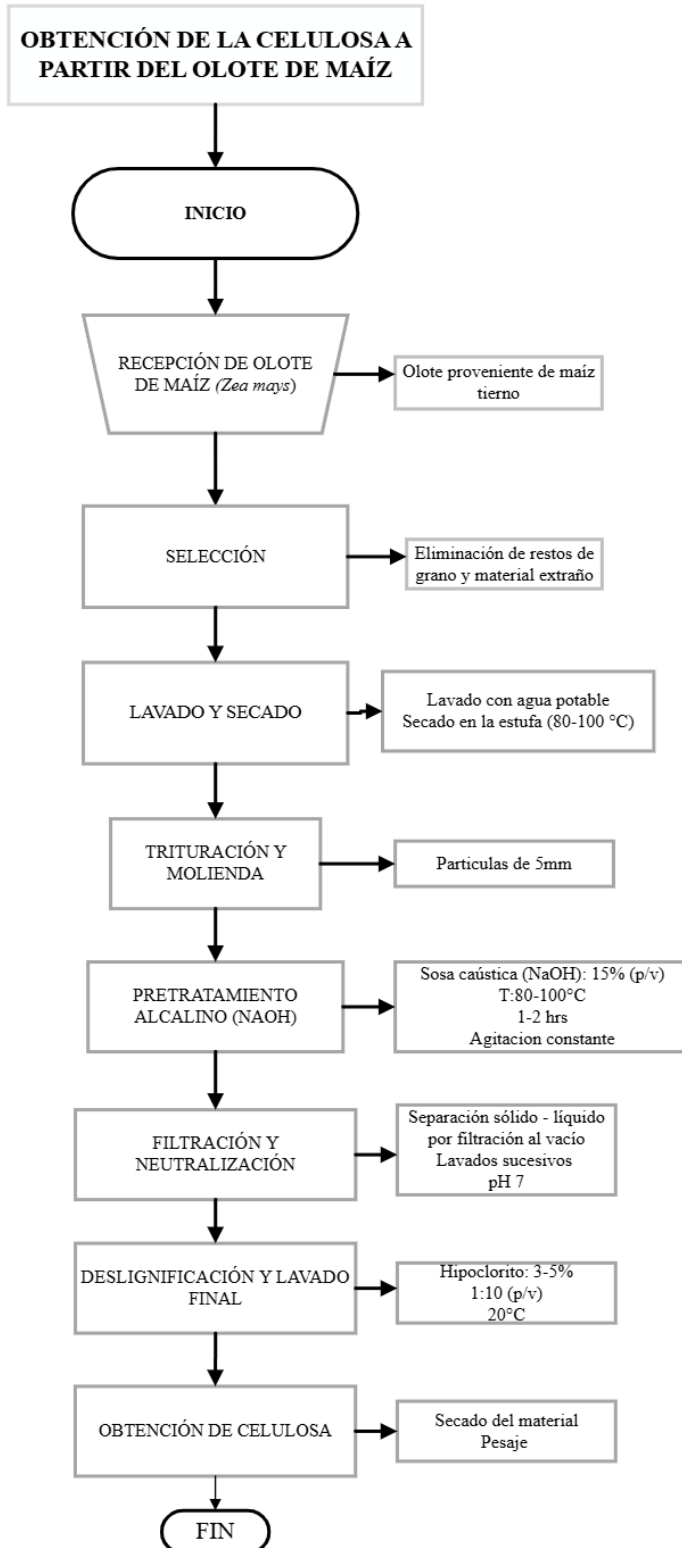 OBTENCIÓN DE LA CELULOSA A
PARTIR DEL OLOTE DE MAÍZ
INICIO
RECEPCIÓN DE OLOTE
DE MAÍZ (Zea mays)
Olote proveniente de maíz
tierno
SELECCIÓN
Eliminación de restos de
grano y material extraño
LAVADO Y SECADO
Lavado con agua potable
Secado en la estufa (80-100 °C)
TRITURACIÓN Y
MOLIENDA
Particulas de 5mm
PRETRATAMIENTO
ALCALINO (NAOH)
Sosa caústica (NaOH): 15% (p/v)
T:80-100°C
1-2 hrs
Agitacion constante
FILTRACIÓN Y
NEUTRALIZACIÓN
Separación sólido - líquido
por filtración al vacío
Lavados sucesivos
pH 7
DESLIGNIFICACIÓN Y LAVADO
FINAL
Hipoclorito: 3-5%
1:10 (p/v)
20°C
OBTENCIÓN DE CELULOSA
Secado del material
Pesaje
FIN